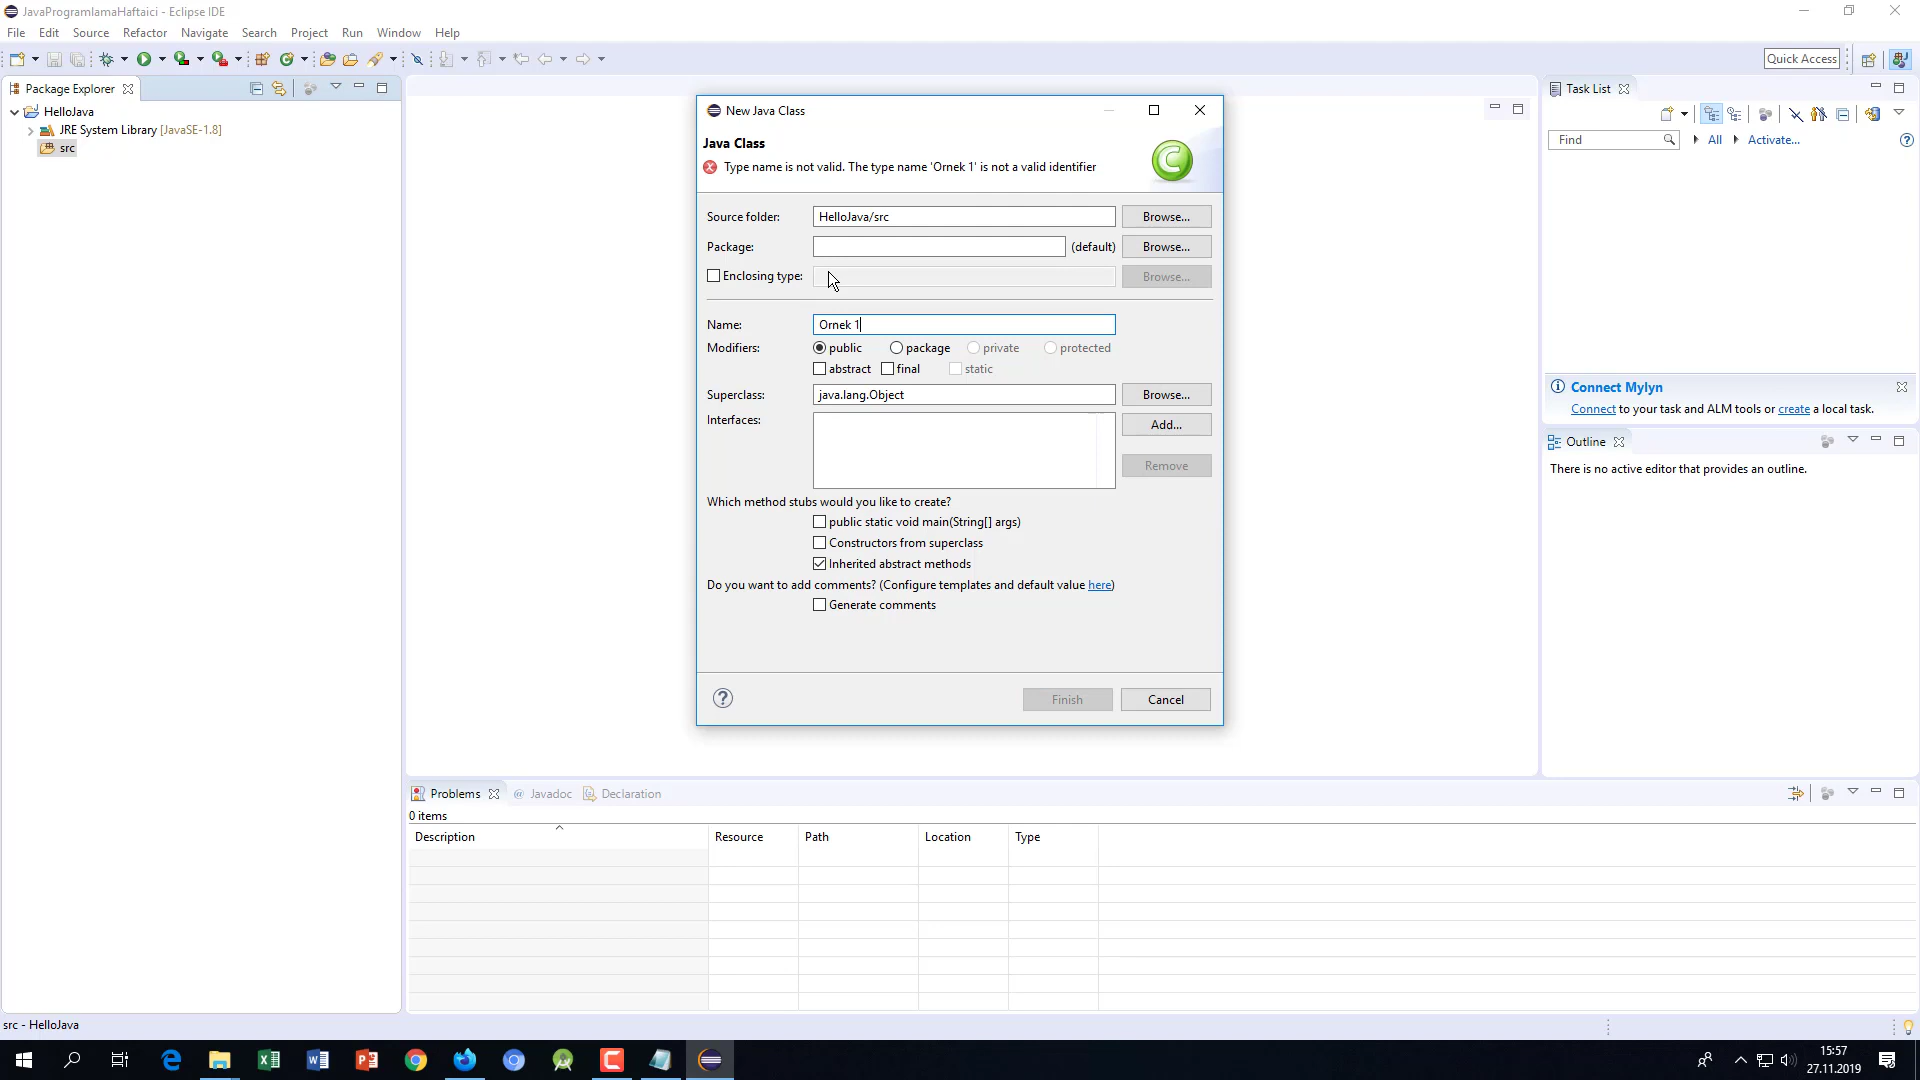 JavaProgramlamaHaftaici - Eclipse IDE
File Edit Source Refactor Navigate Search Project Run Window Help
Quick Access
Package Explorer
HelloJava
JRE System Library [JavaSE-1.8]
src
New Java Class
Java Class
Type name is not valid. The type name 'Ornek 1' is not a valid identifier
Source folder: HelloJava/src Browse...
Package: (default) Browse...
Enclosing type: Browse...
Name: Ornek 1
Modifiers: public package private protected
abstract final static
Superclass: java.lang.Object Browse...
Interfaces: Add...
Remove
Which method stubs would you like to create?
public static void main(String[] args)
Constructors from superclass
Inherited abstract methods
Do you want to add comments? (Configure templates and default value here)
Generate comments
Finish Cancel
Task List
Find All Activate...
Connect Mylyn
Connect to your task and ALM tools or create a local task.
Outline
There is no active editor that provides an outline.
Problems @ Javadoc Declaration
0 items
Description Resource Path Location Type
src - HelloJava
15:57
27.11.2019